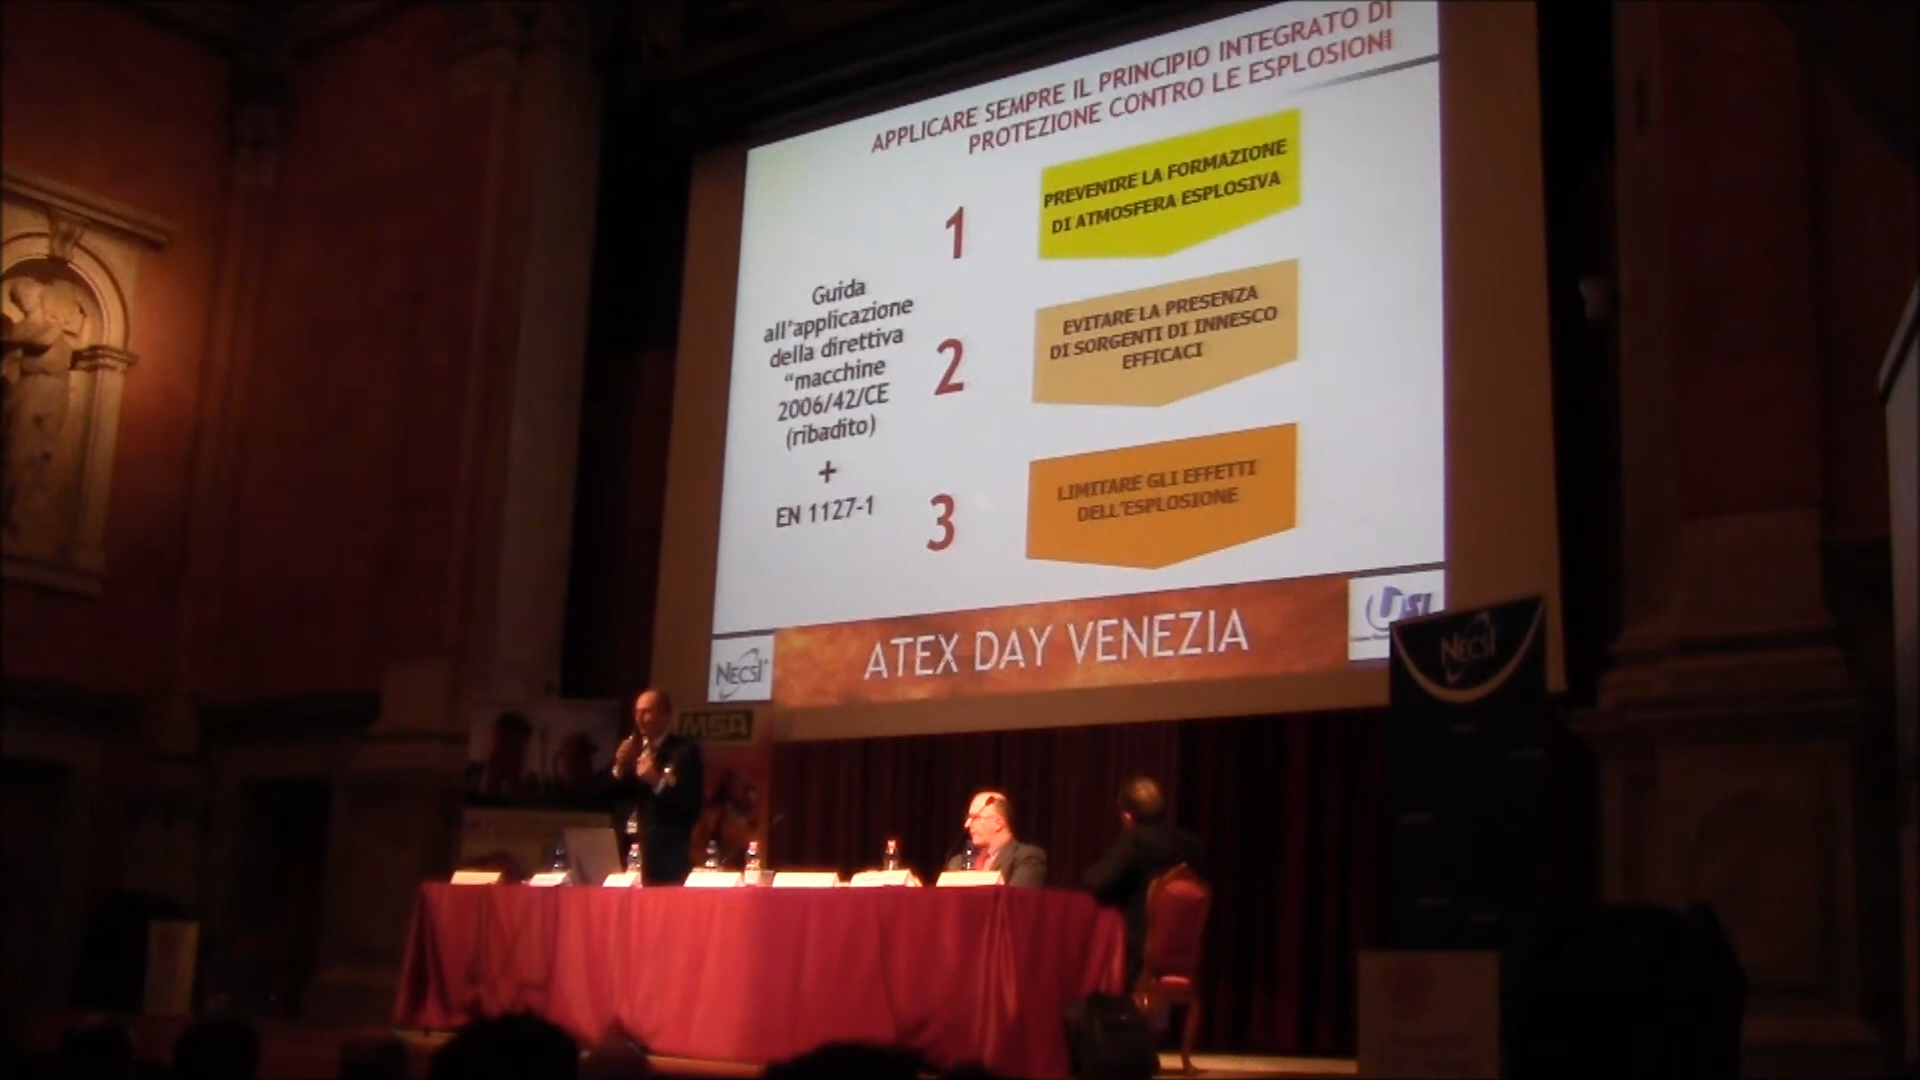 APPLICARE SEMPRE IL PRINCIPIO INTEGRATO DI
PROTEZIONE CONTRO LE ESPLOSIONI
1
PREVENIRE LA FORMAZIONE
DI ATMOSFERA ESPLOSIVA
Guida
all'applicazione
della direttiva
“macchine
2006/42/CE
(ribadito)
+
EN 1127-1
2
EVITARE LA PRESENZA
DI SORGENTI DI INNESCO
EFFICACI
3
LIMITARE GLI EFFETTI
DELL'ESPLOSIONE
NECSI
ATEX DAY VENEZIA
NECSI
MSA